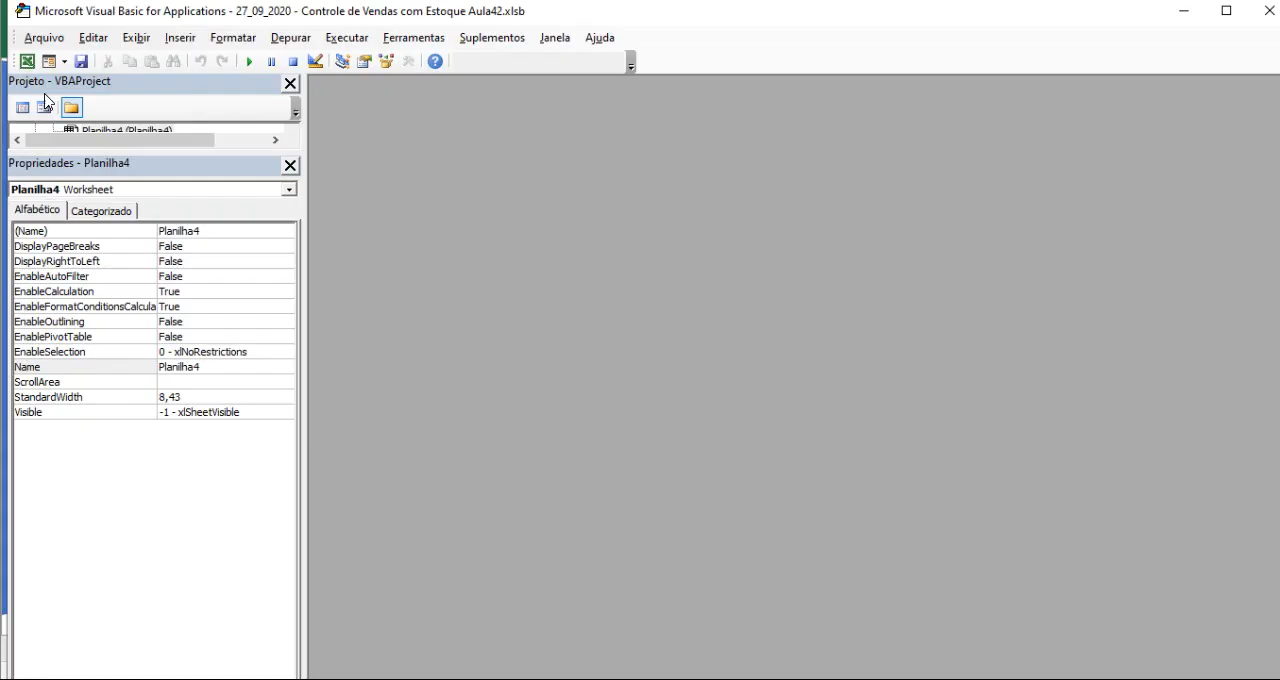 Microsoft Visual Basic for Applications - 27_09_2020 - Controle de Vendas com Estoque Aula42.xlsb
Arquivo Editar Exibir Inserir Formatar Depurar Executar Ferramentas Suplementos Janela Ajuda
Projeto - VBAProject
Planilha4 (Planilha4)
Propriedades - Planilha4
Planilha4 Worksheet
Alfabético Categorizado
(Name) Planilha4
DisplayPageBreaks False
DisplayRightToLeft False
EnableAutoFilter False
EnableCalculation True
EnableFormatConditionsCalcula True
EnableOutlining False
EnablePivotTable False
EnableSelection 0 - xlNoRestrictions
Name Planilha4
ScrollArea
StandardWidth 8,43
Visible -1 - xlSheetVisible